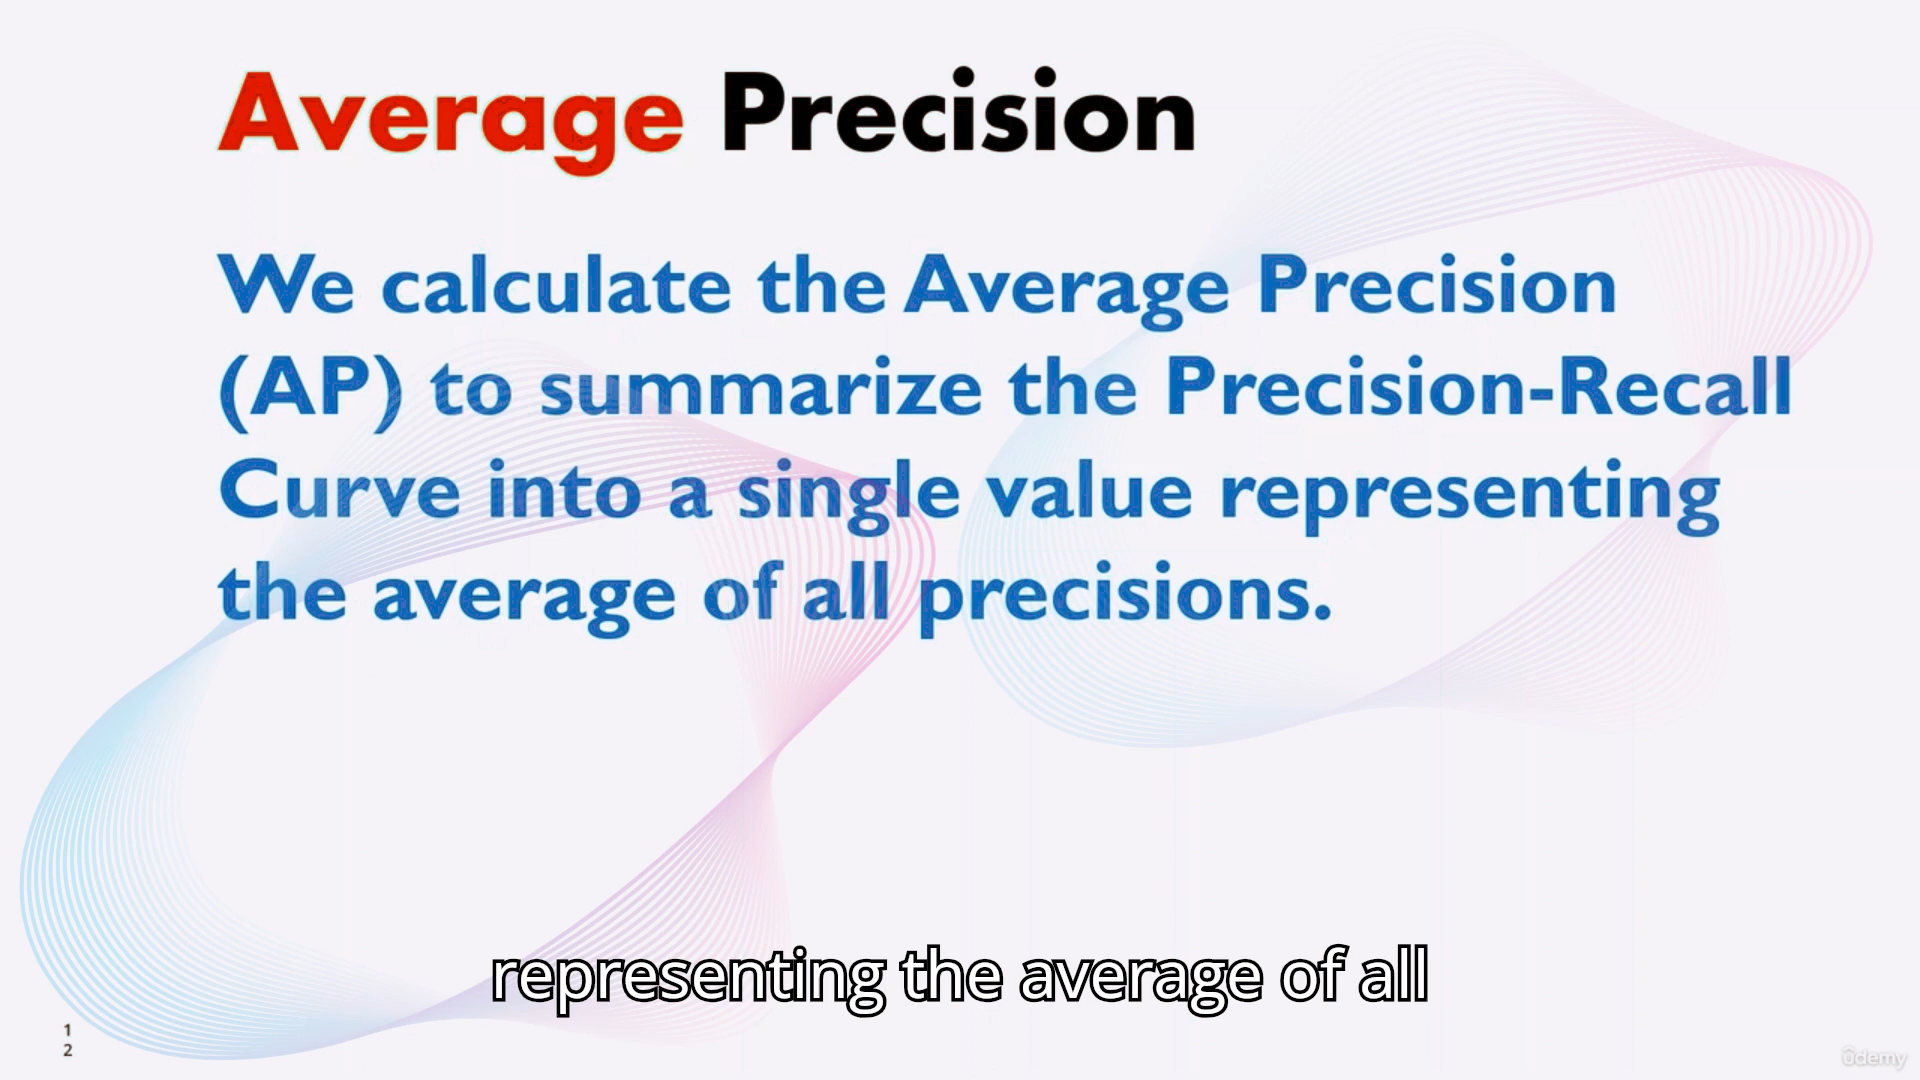 Average Precision
We calculate the Average Precision
(AP) to summarize the Precision-Recall
Curve into a single value representing
the average of all precisions.
representing the average of all
1
2
ûdemy